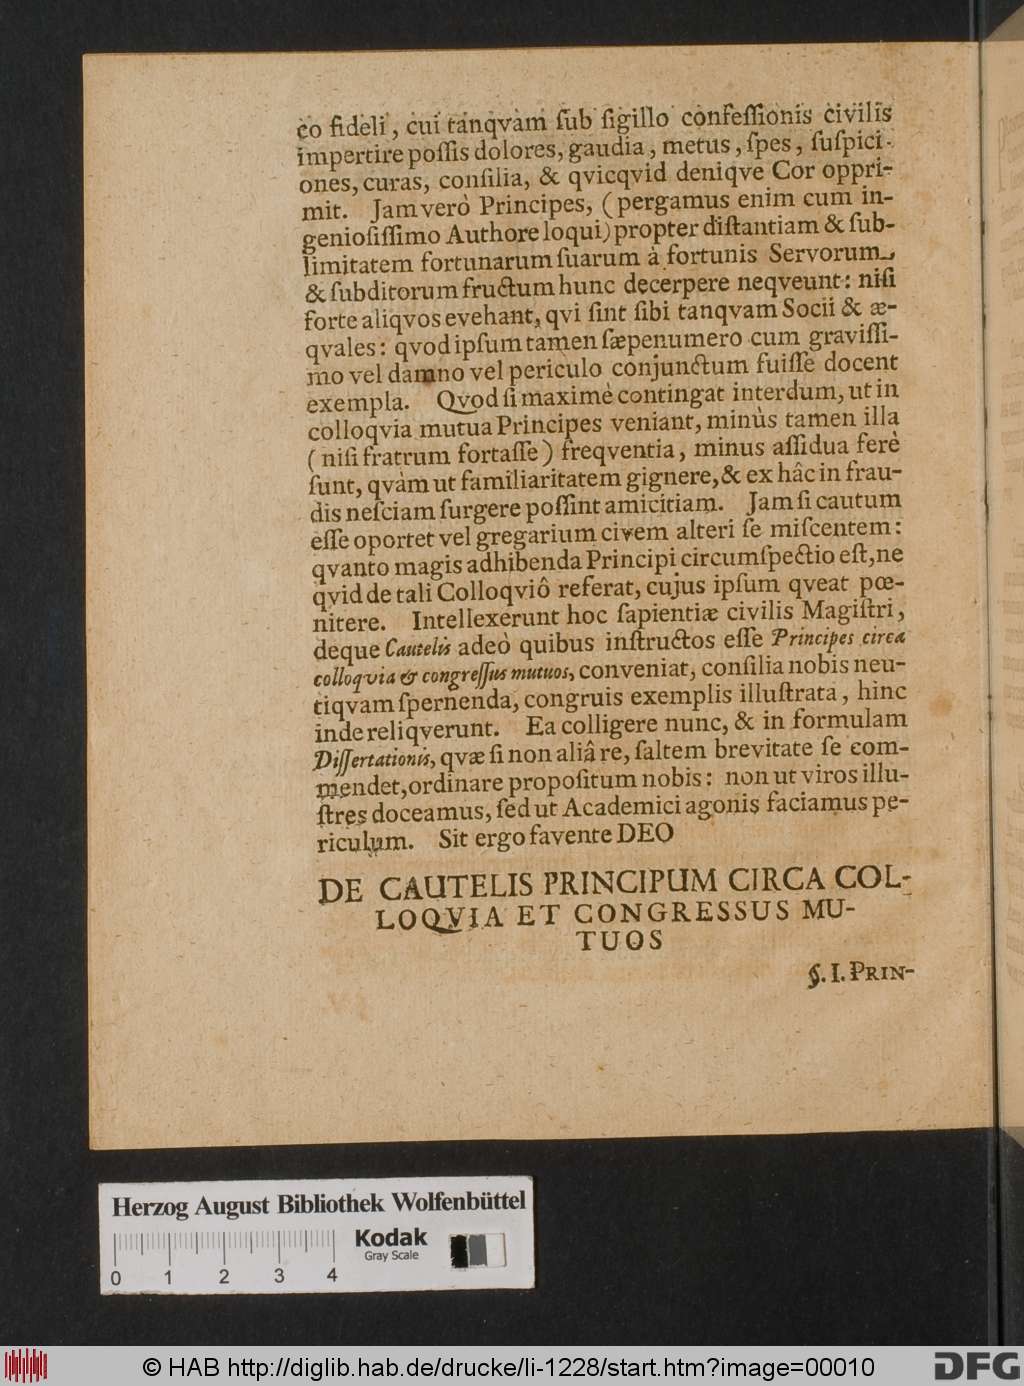 co fideli, cui tanqvàm ſub ſigillo confeſſionis civilis
impertire poſſis dolores, gaudia, metus, ſpes, ſuſpici-
ones, curas, conſilia, & qvicqvid deniqve Cor oppri-
mit. Jam verò Principes, (pergamus enim cum in-
genioſiſſimo Authore loqui) propter diſtantiam & ſub-
limitatem fortunarum ſuarum à fortunis Servorum
& ſubditorum fructum hunc decerpere neqveunt: niſi
forte aliqvos evehant, qvi ſint ſibi tanqvam Socii & æ-
qvales: qvod ipſum tamen ſæpenumero cum graviſſi-
mo vel damno vel periculo conjunctum fuiſſe docent
exempla. Qvod ſi maximè contingat interdum, ut in
colloqvia mutua Principes veniant, minùs tamen illa
(niſi fratrum fortaſſe) freqventia, minus aſſidua ferè
ſunt, qvàm ut familiaritatem gignere, & ex hâc in frau-
dis neſciam ſurgere poſſint amicitiam. Jam ſi cautum
eſſe oportet vel gregarium civem alteri ſe miſcentem:
qvanto magis adhibenda Principi circumſpectio eſt, ne
qvid de tali Colloqviô referat, cujus ipſum qveat pœ-
nitere. Intellexerunt hoc ſapientiæ civilis Magiſtri,
deque Cautelis adeò quibus inſtructos eſſe Principes circa
colloqvia & congreſſus mutuos, conveniat, conſilia nobis neu-
tiqvam ſpernenda, congruis exemplis illuſtrata, hinc
inde reliqverunt. Ea colligere nunc, & in formulam
Diſſertationis, qvæ ſi non aliâ re, ſaltem brevitate ſe com-
mendet, ordinare propoſitum nobis: non ut viros illu-
ſtres doceamus, ſed ut Academici agonis faciamus pe-
riculum. Sit ergo favente DEO
DE CAUTELIS PRINCIPUM CIRCA COL-
LOQVIA ET CONGRESSUS MU-
TUOS
§. I. PRIN-
Herzog August Bibliothek Wolfenbüttel
Kodak
Gray Scale
0 1 2 3 4
© HAB http://diglib.hab.de/drucke/li-1228/start.htm?image=00010
DFG